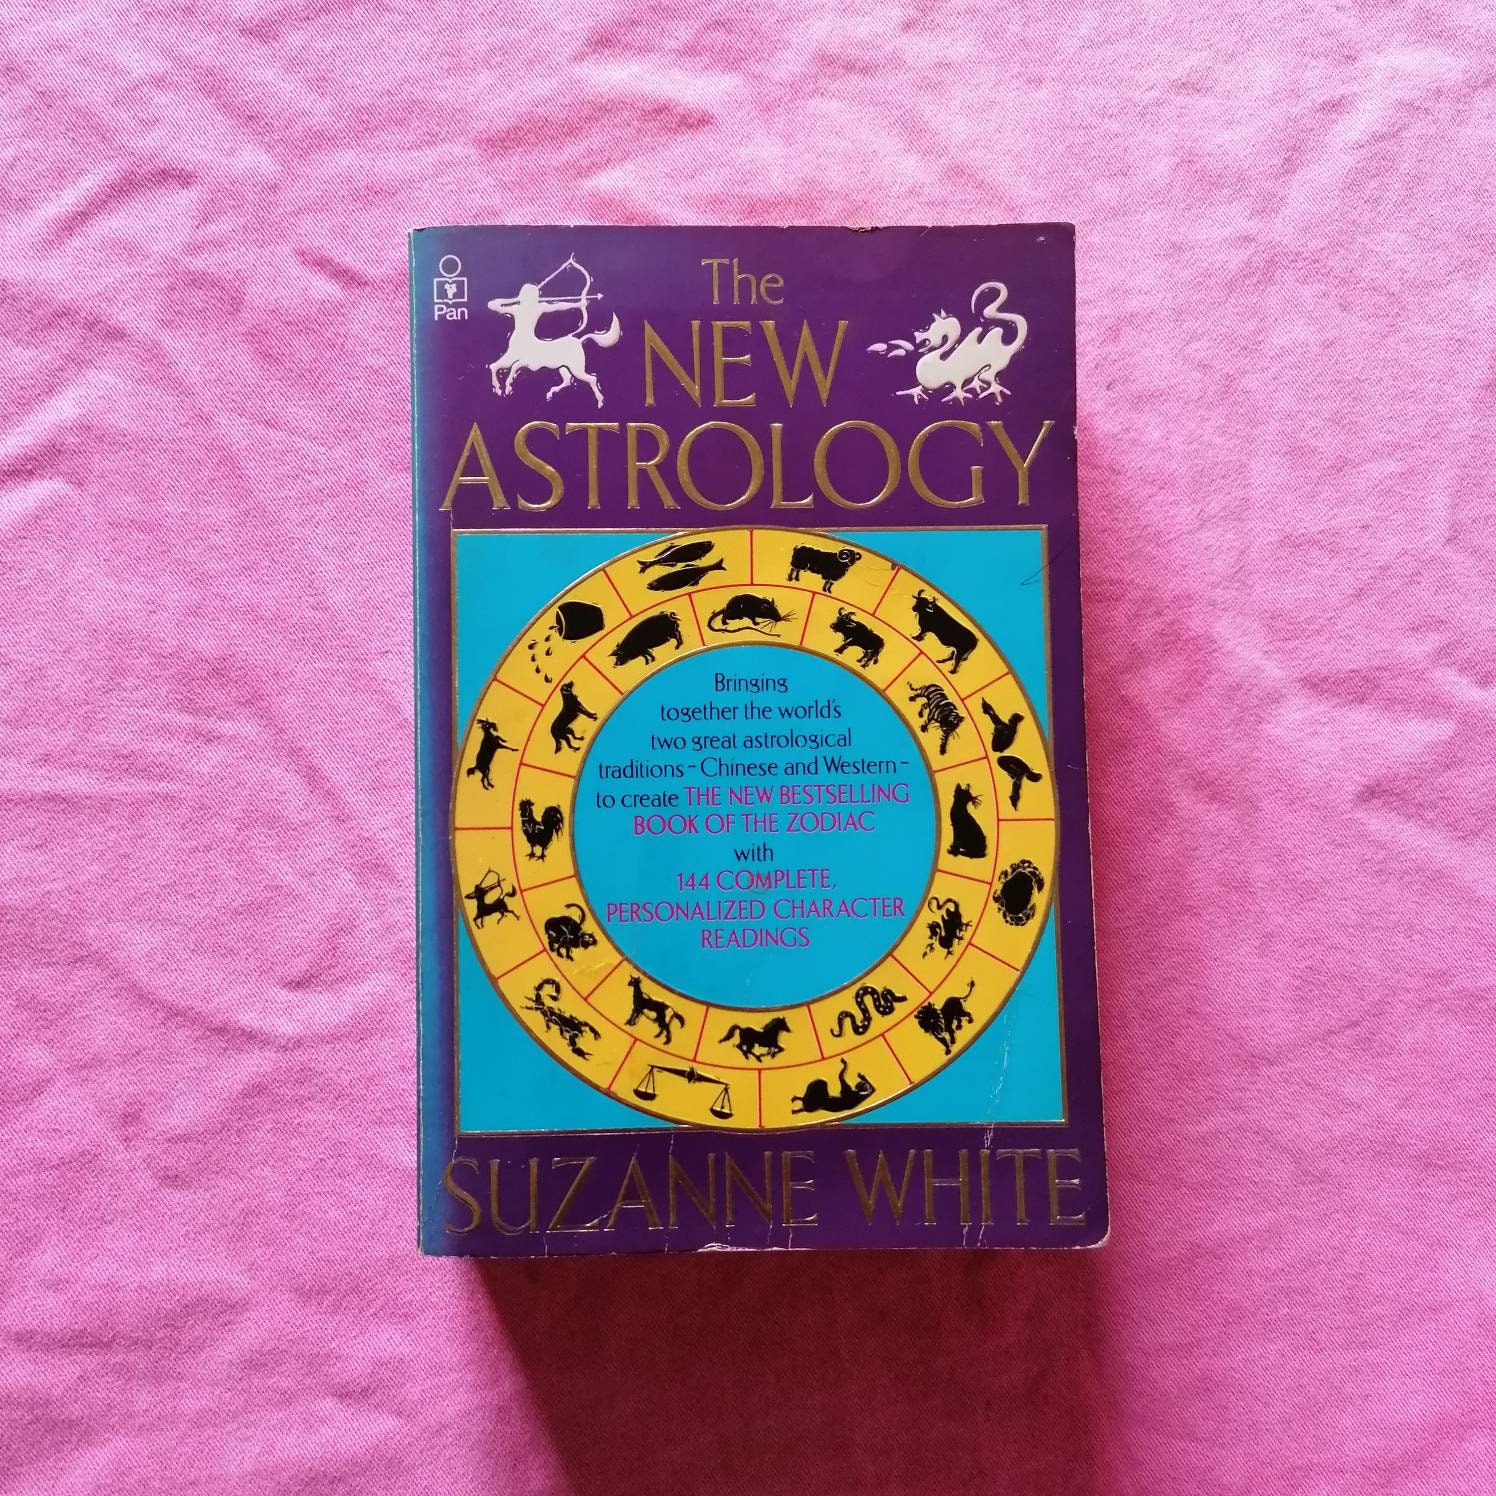 Pan
The
NEW
ASTROLOGY
Bringing
together the world's
two great astrological
traditions - Chinese and Western -
to create THE NEW BESTSELLING
BOOK OF THE ZODIAC
with
144 COMPLETE,
PERSONALIZED CHARACTER
READINGS
SUZANNE WHITE